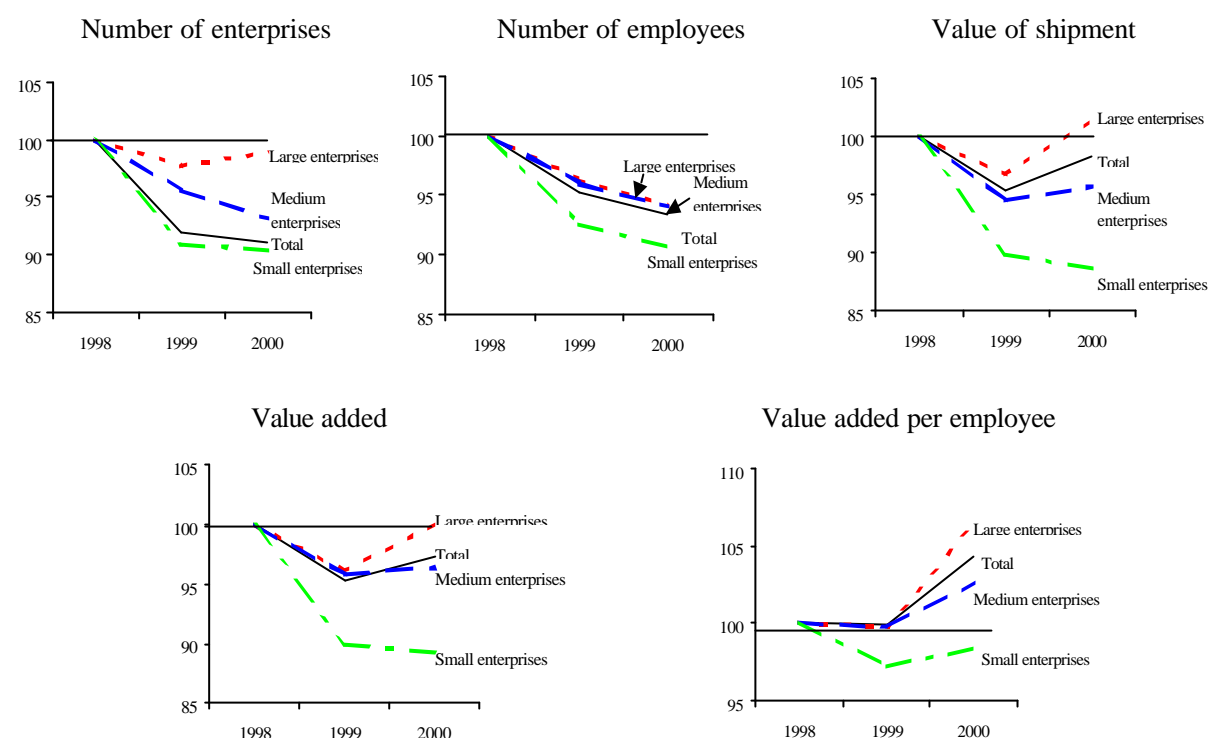 Number of enterprises
105
100
95
90
85
1998 1999 2000
Large enterprises
Medium
enterprises
Total
Small enterprises
Number of employees
105
100
95
90
85
1998 1999 2000
Large enterprises
Medium
enterprises
Total
Small enterprises
Value of shipment
105
100
95
90
85
1998 1999 2000
Large enterprises
Total
Medium
enterprises
Small enterprises
Value added
105
100
95
90
85
1998 1999 2000
Large enterprises
Total
Medium enterprises
Small enterprises
Value added per employee
110
105
100
95
1998 1999 2000
Large enterprises
Total
Medium enterprises
Small enterprises